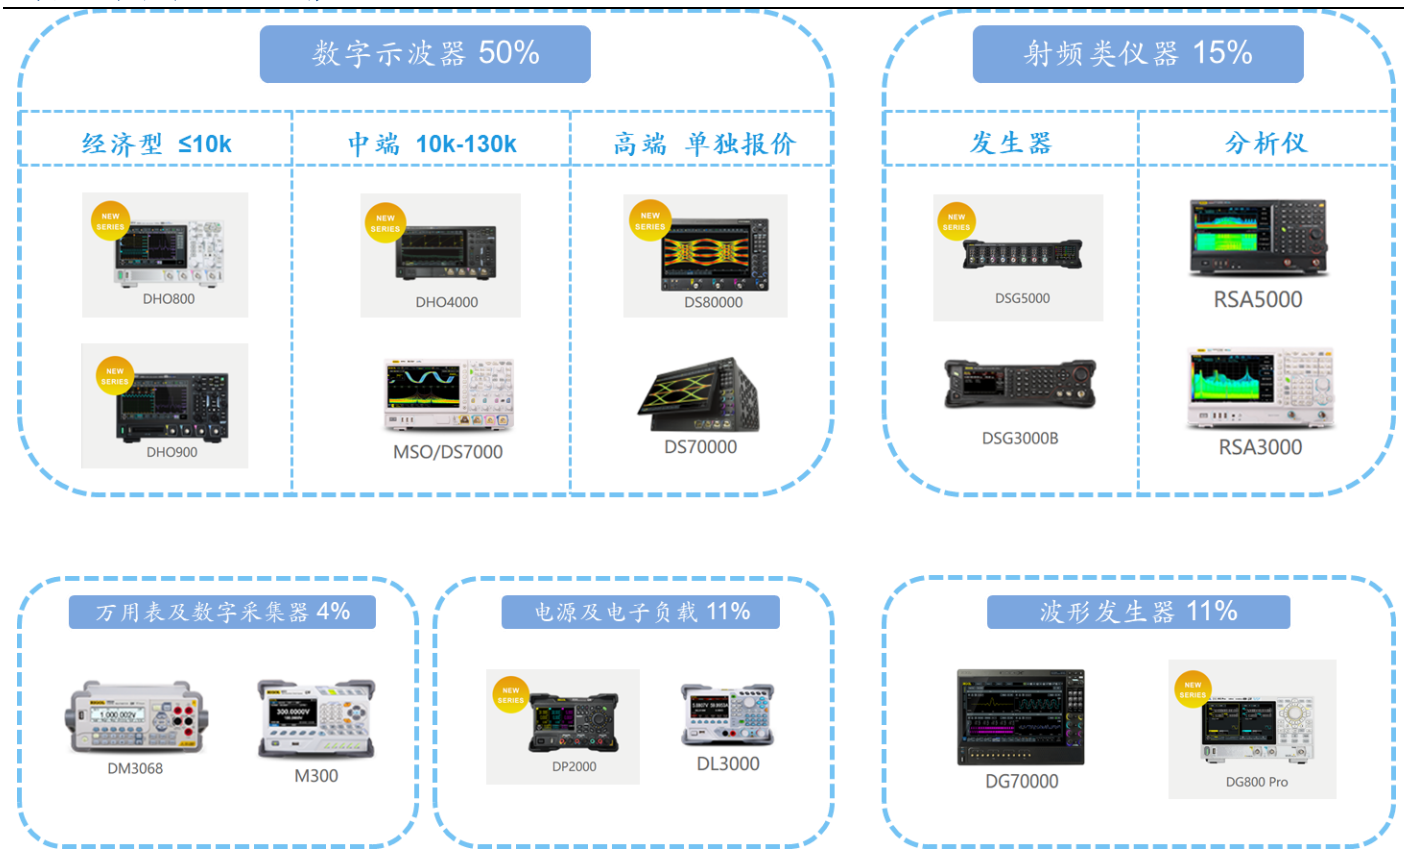 数字示波器 50%
经济型 ≤10k
中端 10k-130k
高端 单独报价
NEW SERIES
DHO800
NEW SERIES
DHO4000
NEW SERIES
DS80000
NEW SERIES
DHO900
MSO/DS7000
DS70000
射频类仪器 15%
发生器
分析仪
NEW SERIES
DSG5000
RSA5000
DSG3000B
RSA3000
万用表及数字采集器 4%
DM3068
M300
电源及电子负载 11%
NEW SERIES
DP2000
DL3000
波形发生器 11%
DG70000
NEW SERIES
DG800 Pro